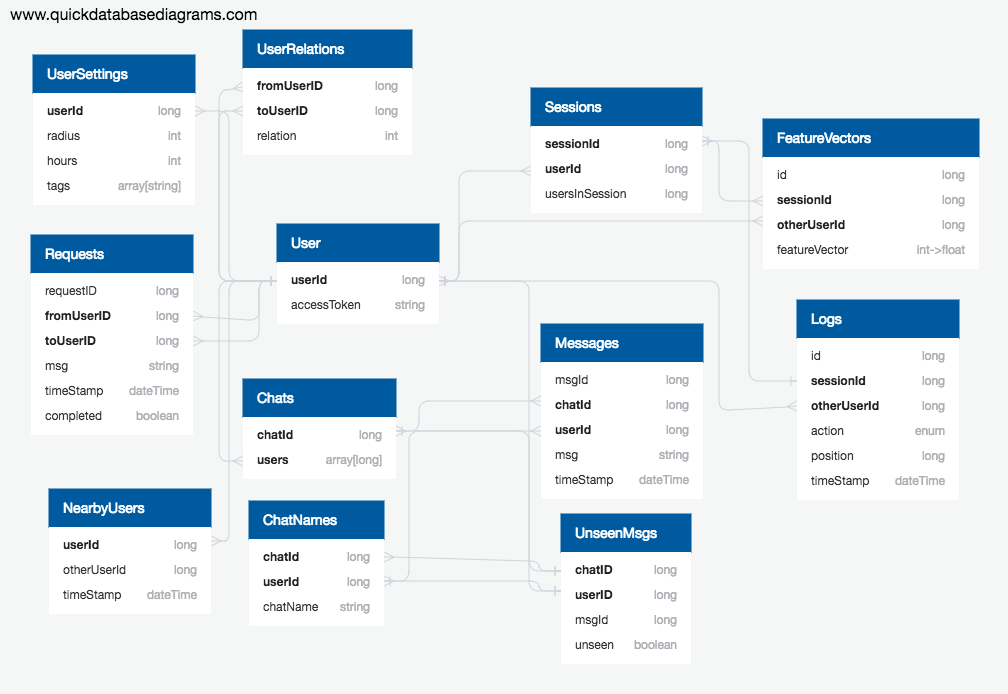 www.quickdatabasediagrams.com
UserSettings
userId long
radius int
hours int
tags array[string]
UserRelations
fromUserID long
toUserID long
relation int
Sessions
sessionId long
userId long
usersInSession long
FeatureVectors
id long
sessionId long
otherUserId long
featureVector int->float
Requests
requestID long
fromUserID long
toUserID long
msg string
timeStamp dateTime
completed boolean
User
userId long
accessToken string
Messages
msgId long
chatId long
userId long
msg string
timeStamp dateTime
Logs
id long
sessionId long
otherUserId long
action enum
position long
timeStamp dateTime
Chats
chatId long
users array[long]
NearbyUsers
userId long
otherUserId long
timeStamp dateTime
ChatNames
chatId long
userId long
chatName string
UnseenMsgs
chatID long
userID long
msgId long
unseen boolean